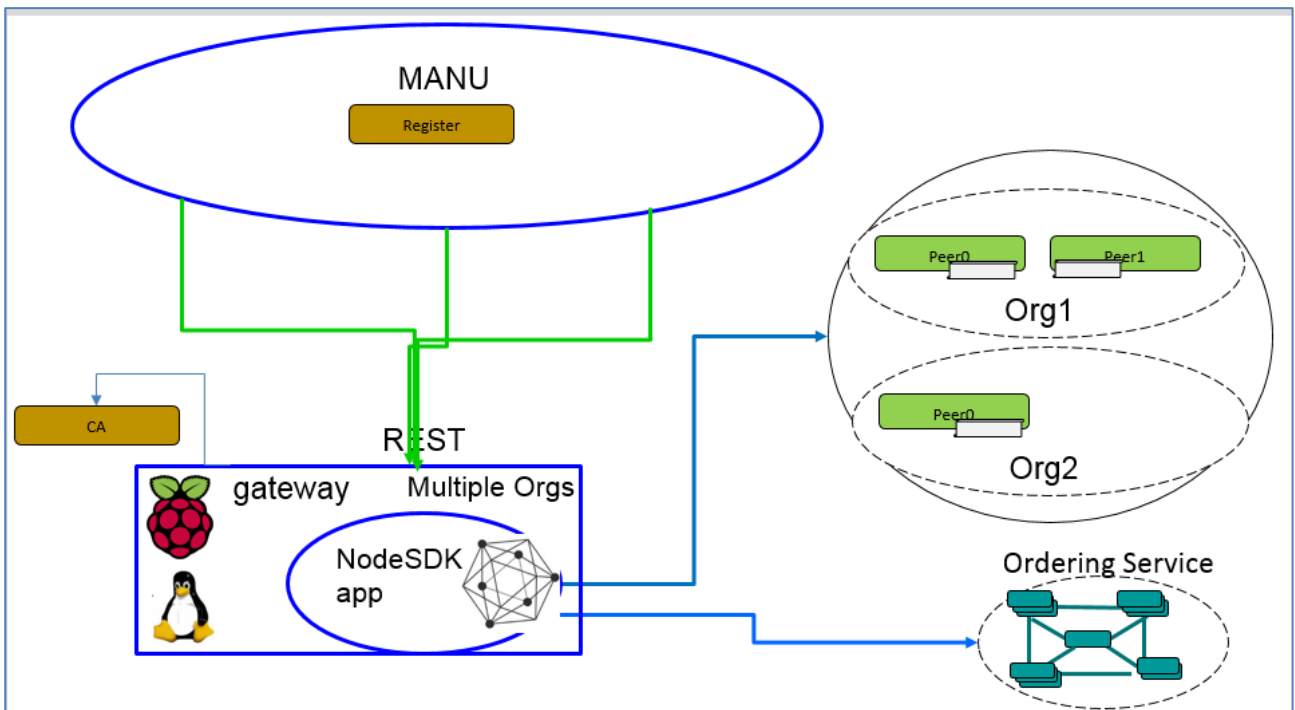 MANU
Register
Peer0
Peer1
Org1
Peer0
Org2
CA
REST
gateway
Multiple Orgs
NodeSDK
app
Ordering Service